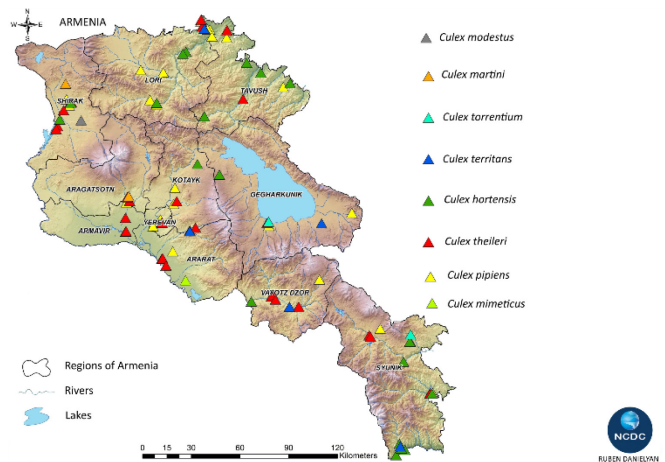 N
W E
S
ARMENIA
LORI
TAVUSH
SHIRAK
ARAGATSOTN
KOTAYK
GEGHARKUNIK
ARMAVIR
YEREVAN
ARARAT
VAYOTZ DZOR
SYUNIK
Culex modestus
Culex martini
Culex torrentium
Culex territans
Culex hortensis
Culex theileri
Culex pipiens
Culex mimeticus
Regions of Armenia
Rivers
Lakes
0 15 30 60 90 120
Kilometers
NCDC
RUBEN DANIELYAN